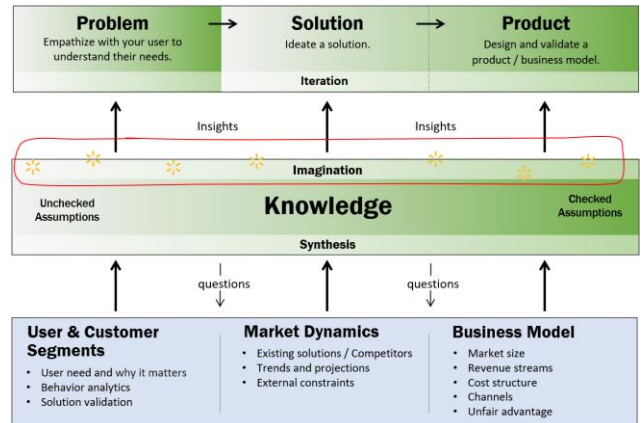 Problem
Empathize with your user to
understand their needs.
Solution
Ideate a solution.
Product
Design and validate a
product / business model.
Iteration
Insights
Insights
Imagination
Unchecked
Assumptions
Knowledge
Checked
Assumptions
Synthesis
questions
questions
User & Customer
Segments
• User need and why it matters
• Behavior analytics
• Solution validation
Market Dynamics
• Existing solutions / Competitors
• Trends and projections
• External constraints
Business Model
• Market size
• Revenue streams
• Cost structure
• Channels
• Unfair advantage